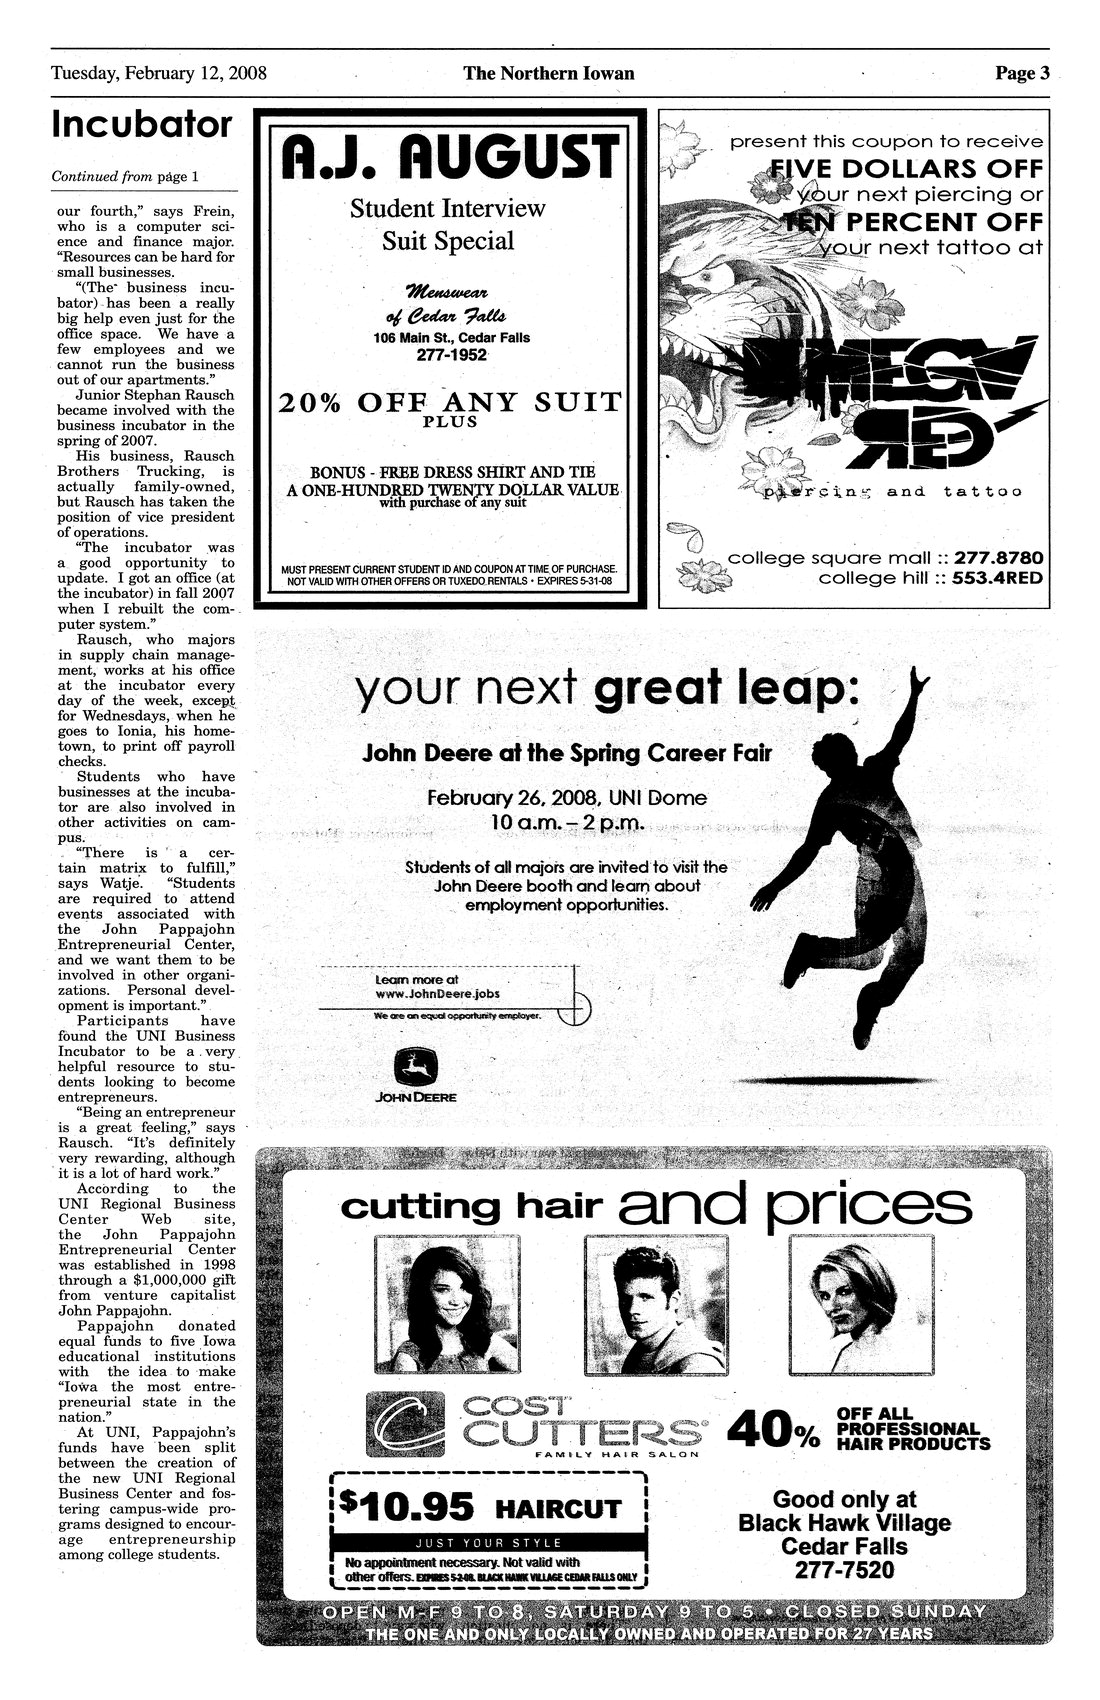 Tuesday, February 12, 2008
The Northern Iowan
Page 3
Incubator
Continued from page 1
our fourth," says Frein,
who is a computer sci-
ence and finance major.
"Resources can be hard for
small businesses.
"(The business incu-
bator) has been a really
big help even just for the
office space. We have a
few employees and we
cannot run the business
out of our apartments."
Junior Stephan Rausch
became involved with the
business incubator in the
spring of 2007.
His business, Rausch
Brothers Trucking, is
actually family-owned,
but Rausch has taken the
position of vice president
of operations.
"The incubator was
a good opportunity to
update. I got an office (at
the incubator) in fall 2007
when I rebuilt the com-
puter system."
Rausch, who majors
in supply chain manage-
ment, works at his office
at the incubator every
day of the week, except
for Wednesdays, when he
goes to Ionia, his home-
town, to print off payroll
checks.
Students who have
businesses at the incuba-
tor are also involved in
other activities on cam-
pus.
"There is a cer-
tain matrix to fulfill,"
says Watje. "Students
are required to attend
events associated with
the John Pappajohn
Entrepreneurial Center,
and we want them to be
involved in other organi-
zations. Personal devel-
opment is important."
Participants have
found the UNI Business
Incubator to be a very
helpful resource to stu-
dents looking to become
entrepreneurs.
"Being an entrepreneur
is a great feeling," says
Rausch. "It's definitely
very rewarding, although
it is a lot of hard work."
According to the
UNI Regional Business
Center Web site,
the John Pappajohn
Entrepreneurial Center
was established in 1998
through a $1,000,000 gift
from venture capitalist
John Pappajohn.
Pappajohn donated
equal funds to five Iowa
educational institutions
with the idea to make
"Iowa the most entre-
preneurial state in the
nation."
At UNI, Pappajohn's
funds have been split
between the creation of
the new UNI Regional
Business Center and fos-
tering campus-wide pro-
grams designed to encour-
age entrepreneurship
among college students.
A.J. AUGUST
Student Interview
Suit Special
Menswear
of Cedar Falls
106 Main St., Cedar Falls
277-1952
20% OFF ANY SUIT
PLUS
BONUS - FREE DRESS SHIRT AND TIE
A ONE-HUNDRED TWENTY DOLLAR VALUE
with purchase of any suit
MUST PRESENT CURRENT STUDENT ID AND COUPON AT TIME OF PURCHASE.
NOT VALID WITH OTHER OFFERS OR TUXEDO RENTALS • EXPIRES 5-31-08
present this coupon to receive
FIVE DOLLARS OFF
your next piercing or
TEN PERCENT OFF
your next tattoo at
OMEGA
RED
piercing and tattoo
college square mall :: 277.8780
college hill :: 553.4RED
your next great leap:
John Deere at the Spring Career Fair
February 26, 2008, UNI Dome
10 a.m. – 2 p.m.
Students of all majors are invited to visit the
John Deere booth and learn about
employment opportunities.
Learn more at
www.JohnDeere.jobs
We are an equal opportunity employer.
JOHN DEERE
cutting hair and prices
COST
CUTTERS®
FAMILY HAIR SALON
40% OFF ALL
PROFESSIONAL
HAIR PRODUCTS
$10.95 HAIRCUT
JUST YOUR STYLE
No appointment necessary. Not valid with
other offers. EXPIRES 5-2-08. BLACK HAWK VILLAGE CEDAR FALLS ONLY
Good only at
Black Hawk Village
Cedar Falls
277-7520
OPEN M-F 9 TO 8, SATURDAY 9 TO 5 • CLOSED SUNDAY
THE ONE AND ONLY LOCALLY OWNED AND OPERATED FOR 27 YEARS